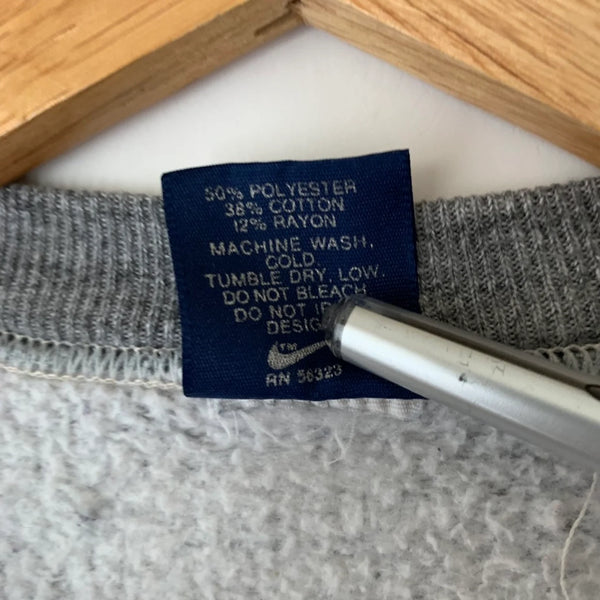 50% POLYESTER
38% COTTON
12% RAYON
MACHINE WASH,
COLD.
TUMBLE DRY, LOW.
DO NOT BLEACH
DO NOT
TM
RN 56323